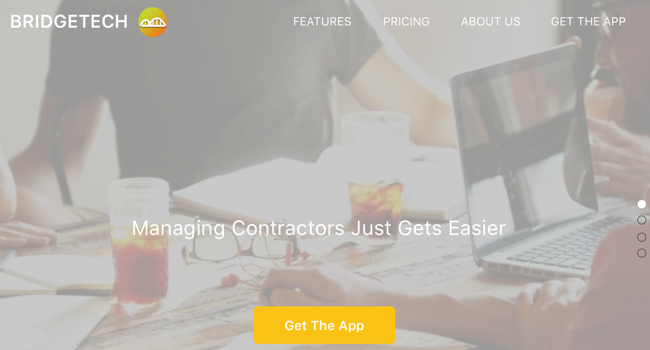 BRIDGETECH
FEATURES
PRICING
ABOUT US
GET THE APP
Managing Contractors Just Gets Easier
Get The App